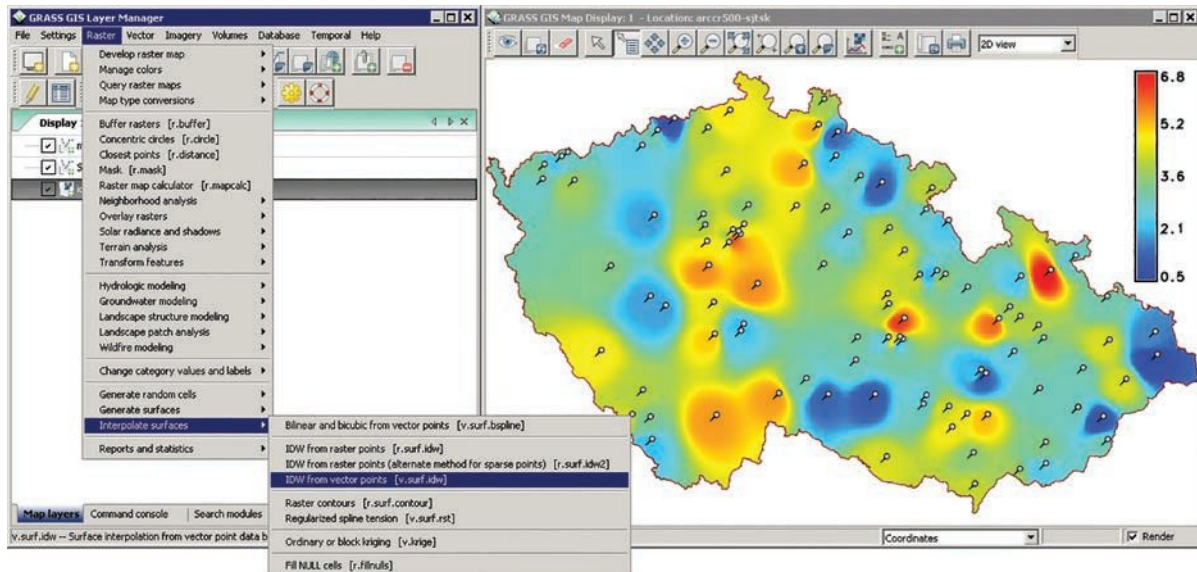 GRASS GIS Layer Manager
File Settings Raster Vector Imagery Volumes Database Temporal Help
Develop raster map
Manage colors
Query raster maps
Map type conversions
Display
Buffer rasters [r.buffer]
Concentric circles [r.circle]
Closest points [r.distance]
Mask [r.mask]
Raster map calculator [r.mapcalc]
Neighborhood analysis
Overlay rasters
Solar radiance and shadows
Terrain analysis
Transform features
Hydrologic modeling
Groundwater modeling
Landscape structure modeling
Landscape patch analysis
Wildfire modeling
Change category values and labels
Generate random cells
Generate surfaces
Interpolate surfaces
Reports and statistics
Bilinear and bicubic from vector points [v.surf.bspline]
IDW from raster points [r.surf.idw]
IDW from raster points (alternate method for sparse points) [r.surf.idw2]
IDW from vector points [v.surf.idw]
Raster contours [r.surf.contour]
Regularized spline tension [v.surf.rst]
Ordinary or block kriging [v.krige]
Fill NULL cells [r.fillnulls]
Map layers Command console Search modules
v.surf.idw -- Surface interpolation from vector point data b
GRASS GIS Map Display: 1 - Location: arccr500-sjtsk
2D view
6.8
5.2
3.6
2.1
0.5
Coordinates
Render